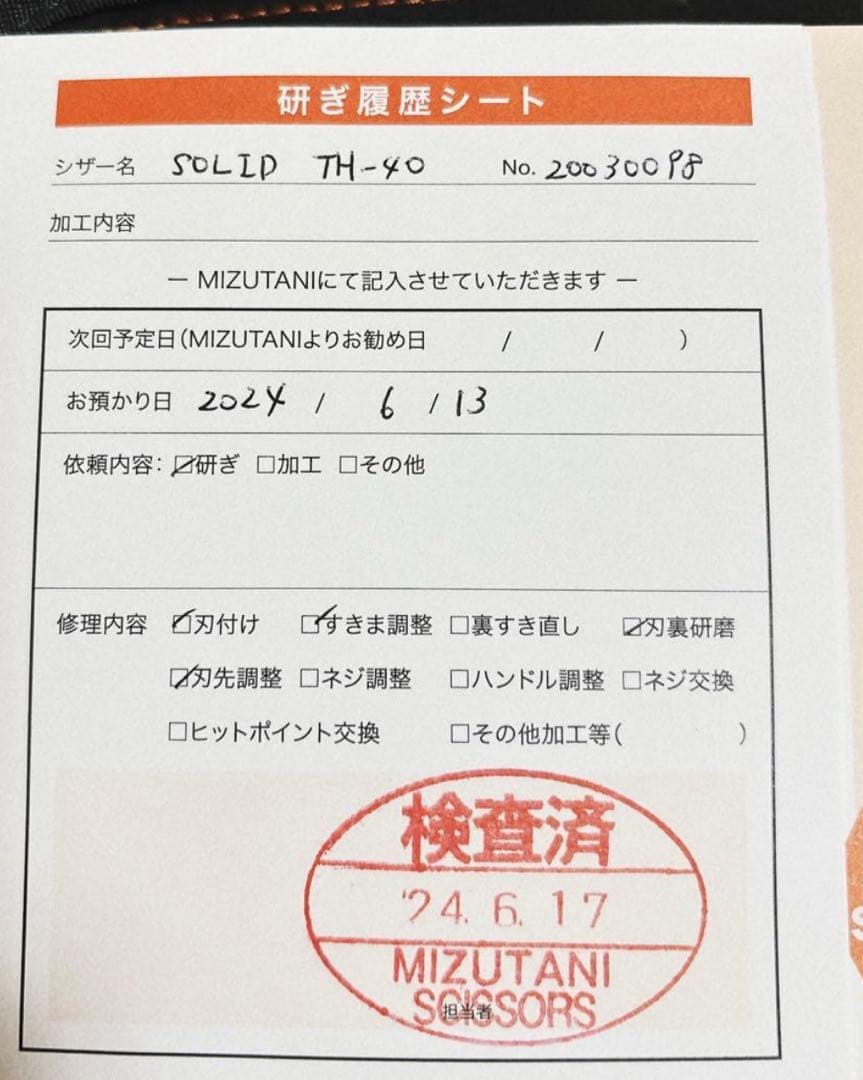 研ぎ履歴シート
シザー名 SOLID TH-40 No. 20030098
加工内容
― MIZUTANIにて記入させていただきます ―
次回予定日(MIZUTANIよりお勧め日 / / )
お預かり日 2024 / 6 / 13
依頼内容: ☑研ぎ □加工 □その他
修理内容 ☑刃付け ☑すきま調整 □裏すき直し ☑刃裏研磨
☑刃先調整 □ネジ調整 □ハンドル調整 □ネジ交換
□ヒットポイント交換 □その他加工等( )
検査済
'24.6.17
MIZUTANI
SCISSORS
担当者